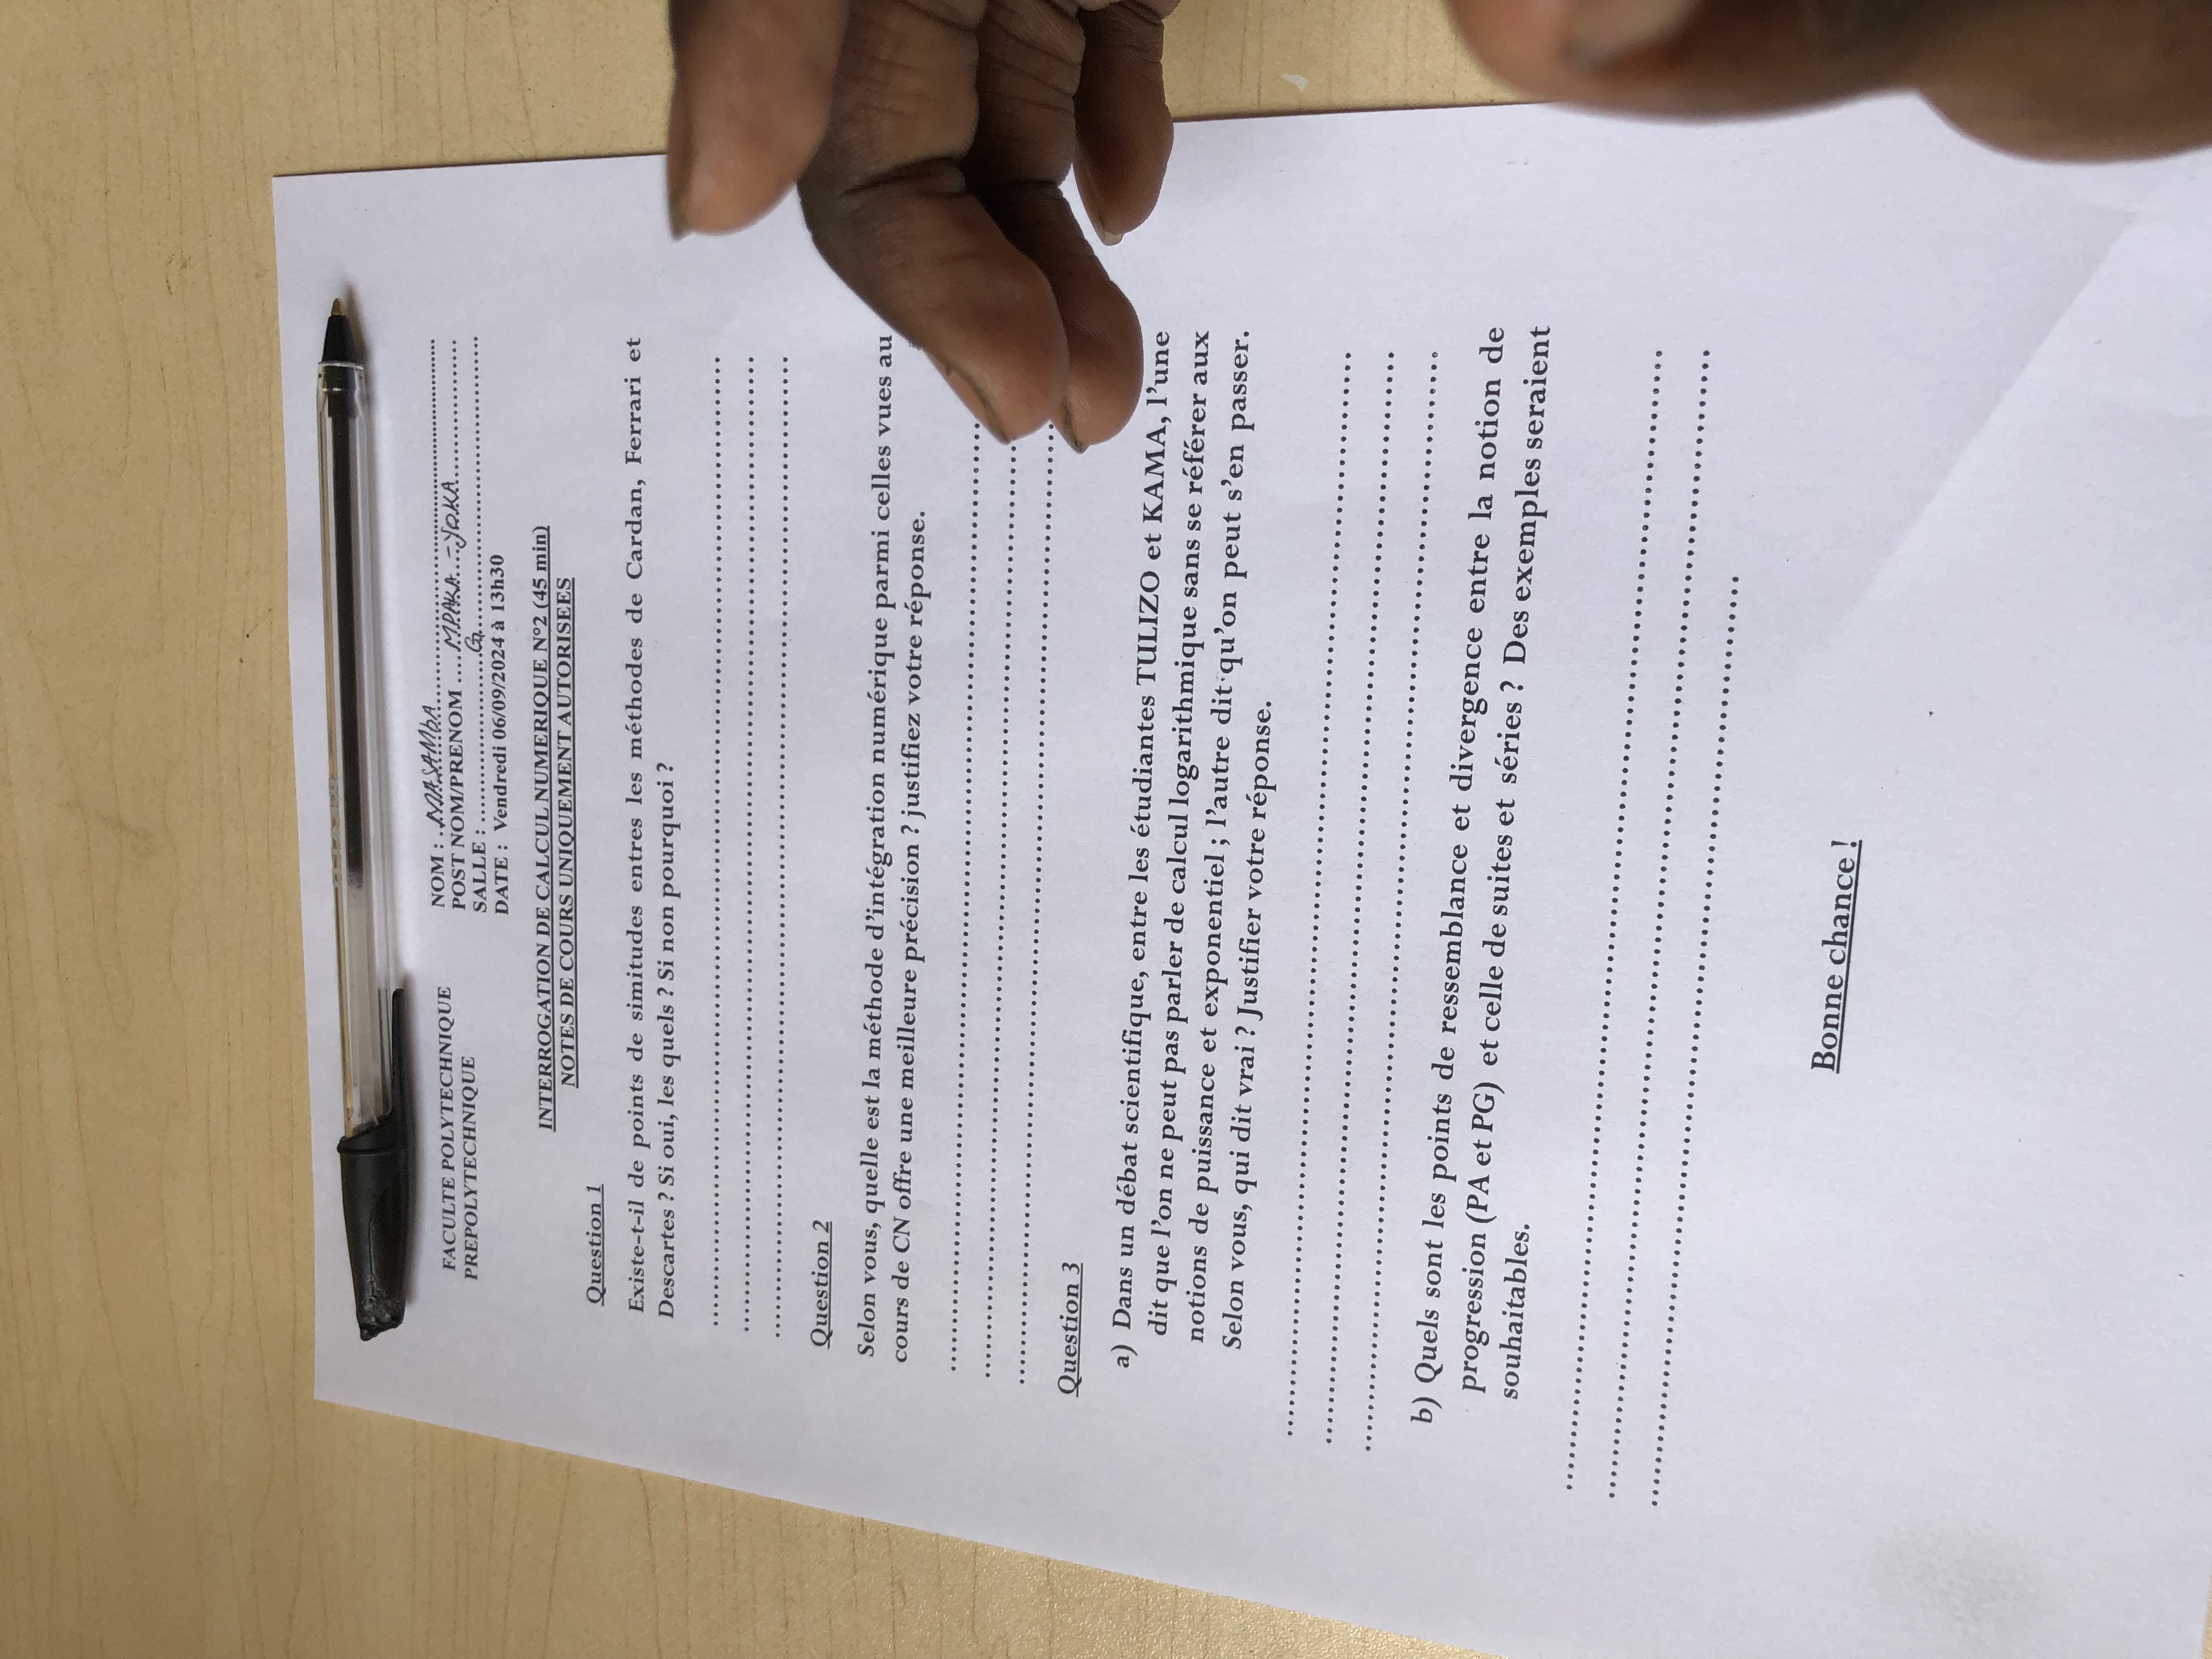 FACULTE POLYTECHNIQUE
PREPOLYTECHNIQUE
NOM : ..MASAMbA..........
POST NOM/PRENOM ....MPAKA-YOKA..........
SALLE : ..........G..........
DATE : Vendredi 06/09/2024 à 13h30
INTERROGATION DE CALCUL NUMERIQUE N°2 (45 min)
NOTES DE COURS UNIQUEMENT AUTORISEES
Question 1
Existe-t-il de points de simitudes entres les méthodes de Cardan, Ferrari et
Descartes ? Si oui, les quels ? Si non pourquoi ?
Question 2
Selon vous, quelle est la méthode d'intégration numérique parmi celles vues au
cours de CN offre une meilleure précision ? justifiez votre réponse.
Question 3
a) Dans un débat scientifique, entre les étudiantes TULIZO et KAMA, l'une
dit que l'on ne peut pas parler de calcul logarithmique sans se référer aux
notions de puissance et exponentiel ; l'autre dit qu'on peut s'en passer.
Selon vous, qui dit vrai ? Justifier votre réponse.
b) Quels sont les points de ressemblance et divergence entre la notion de
progression (PA et PG) et celle de suites et séries ? Des exemples seraient
souhaitables.
Bonne chance !